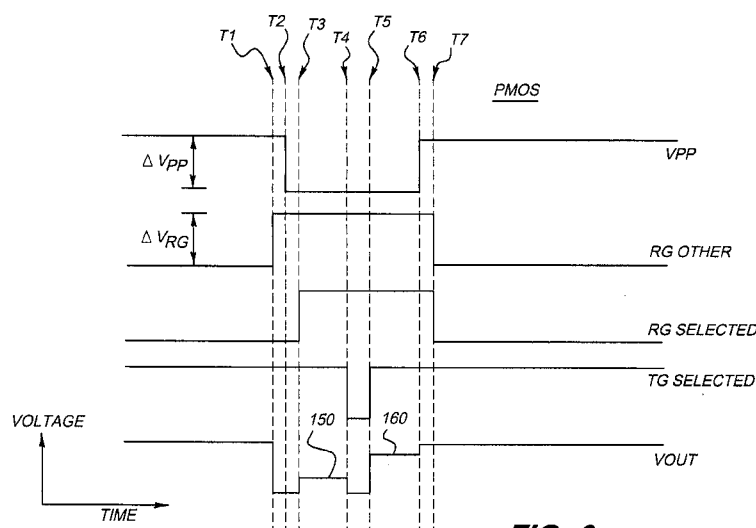 T1
T2
T3
T4
T5
T6
T7
PMOS
VPP
Δ VPP
Δ VRG
RG OTHER
RG SELECTED
TG SELECTED
VOLTAGE
150
160
VOUT
TIME